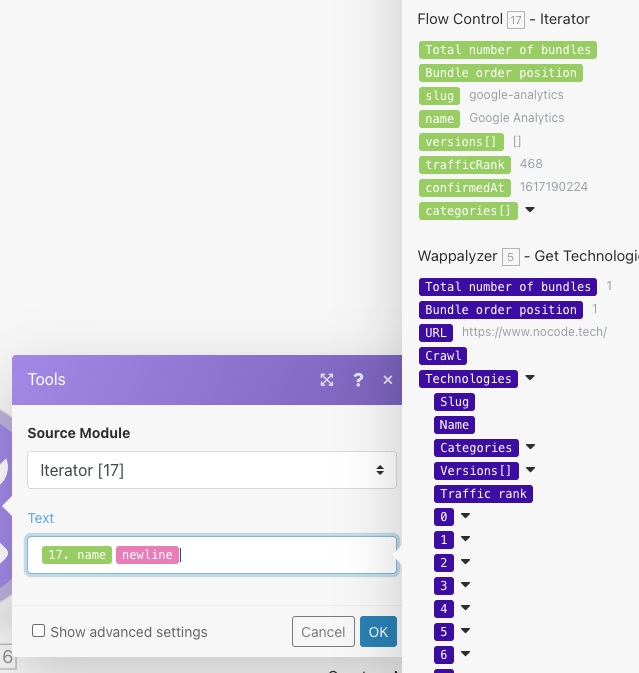 Flow Control 17 - Iterator
Total number of bundles
Bundle order position
slug google-analytics
name Google Analytics
versions[] []
trafficRank 468
confirmedAt 1617190224
categories[]
Wappalyzer 5 - Get Technologi
Total number of bundles 1
Bundle order position 1
URL https://www.nocode.tech/
Crawl
Technologies
Slug
Name
Categories
Versions[]
Traffic rank
0
1
2
3
4
5
6
Tools
Source Module
Iterator [17]
Text
17. name newline
Show advanced settings
Cancel OK
6